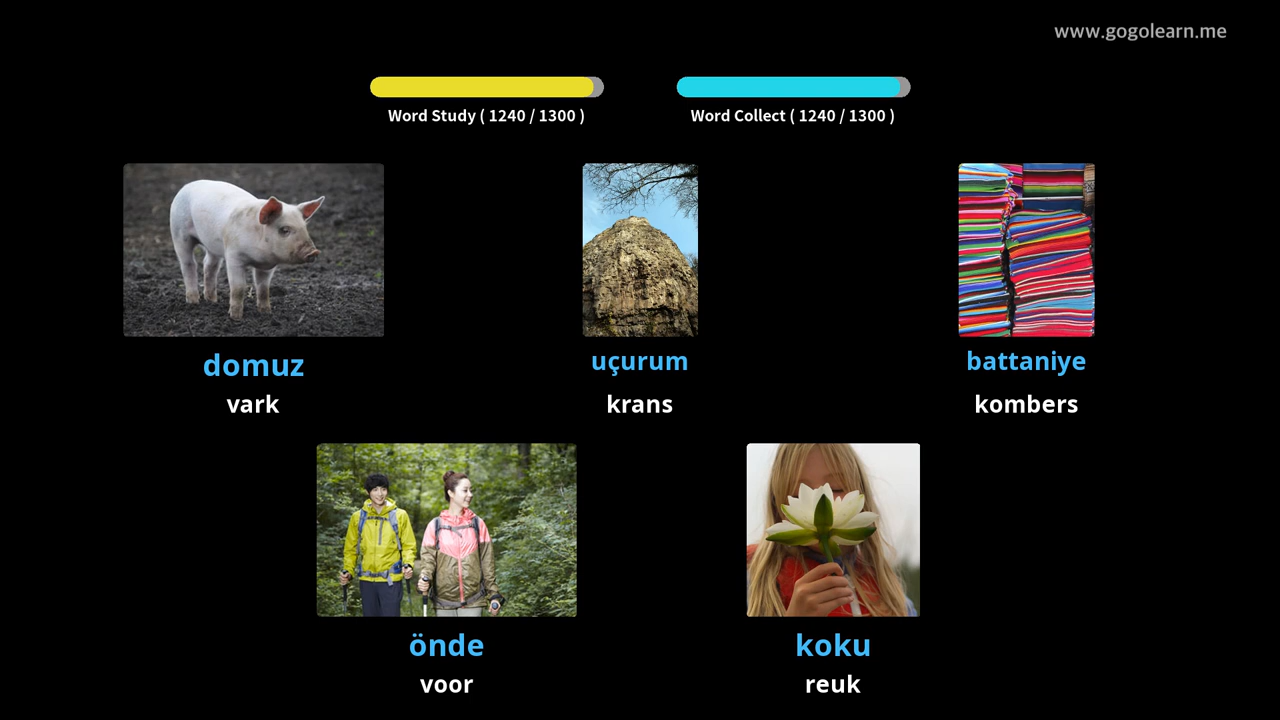 www.gogolearn.me
Word Study ( 1240 / 1300 )
Word Collect ( 1240 / 1300 )
domuz
vark
uçurum
krans
battaniye
kombers
önde
voor
koku
reuk